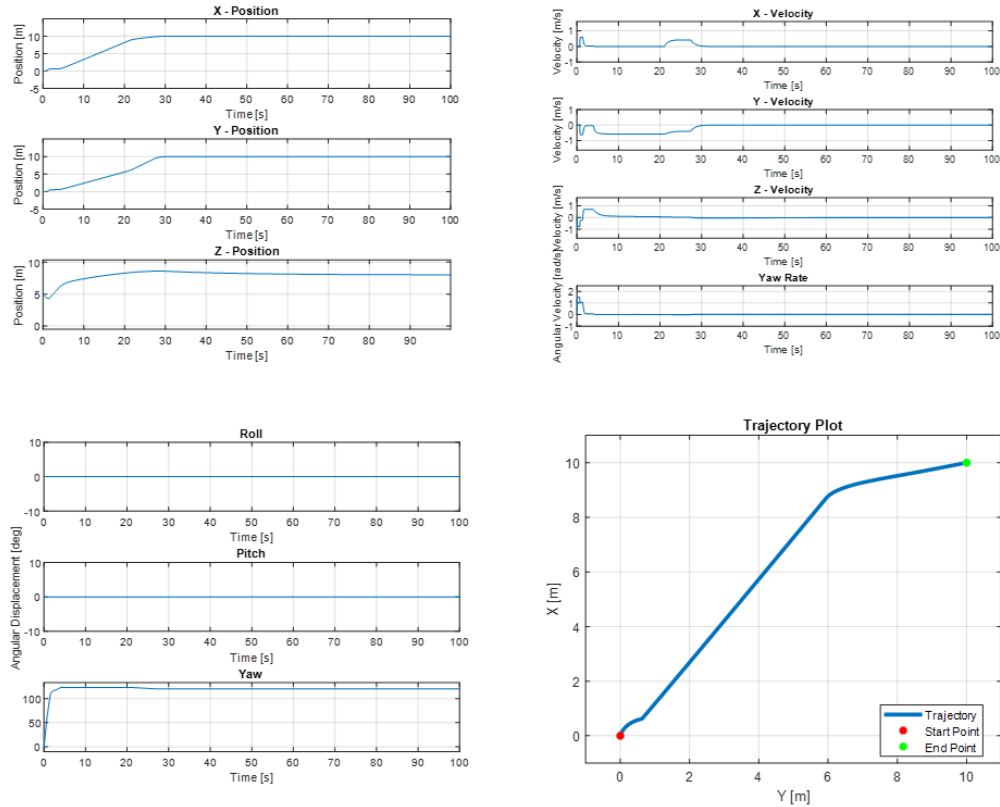 X - Position
Position [m]
10
5
0
-5
0 10 20 30 40 50 60 70 80 90 100
Time [s]
Y - Position
Position [m]
10
5
0
-5
0 10 20 30 40 50 60 70 80 90 100
Time [s]
Z - Position
Position [m]
10
5
0
0 10 20 30 40 50 60 70 80 90
Time [s]
X - Velocity
Velocity [m/s]
1
0
-1
0 10 20 30 40 50 60 70 80 90 100
Time [s]
Y - Velocity
Velocity [m/s]
1
0
-1
0 10 20 30 40 50 60 70 80 90 100
Time [s]
Z - Velocity
Velocity [m/s]
1
0
-1
0 10 20 30 40 50 60 70 80 90 100
Time [s]
Yaw Rate
Angular Velocity [rad/s]
2
1
0
-1
0 10 20 30 40 50 60 70 80 90 100
Time [s]
Roll
10
0
-10
0 10 20 30 40 50 60 70 80 90 100
Time [s]
Pitch
Angular Displacement [deg]
10
0
-10
0 10 20 30 40 50 60 70 80 90 100
Time [s]
Yaw
100
50
0
0 10 20 30 40 50 60 70 80 90 100
Time [s]
Trajectory Plot
X [m]
10
8
6
4
2
0
0 2 4 6 8 10
Y [m]
Trajectory
Start Point
End Point